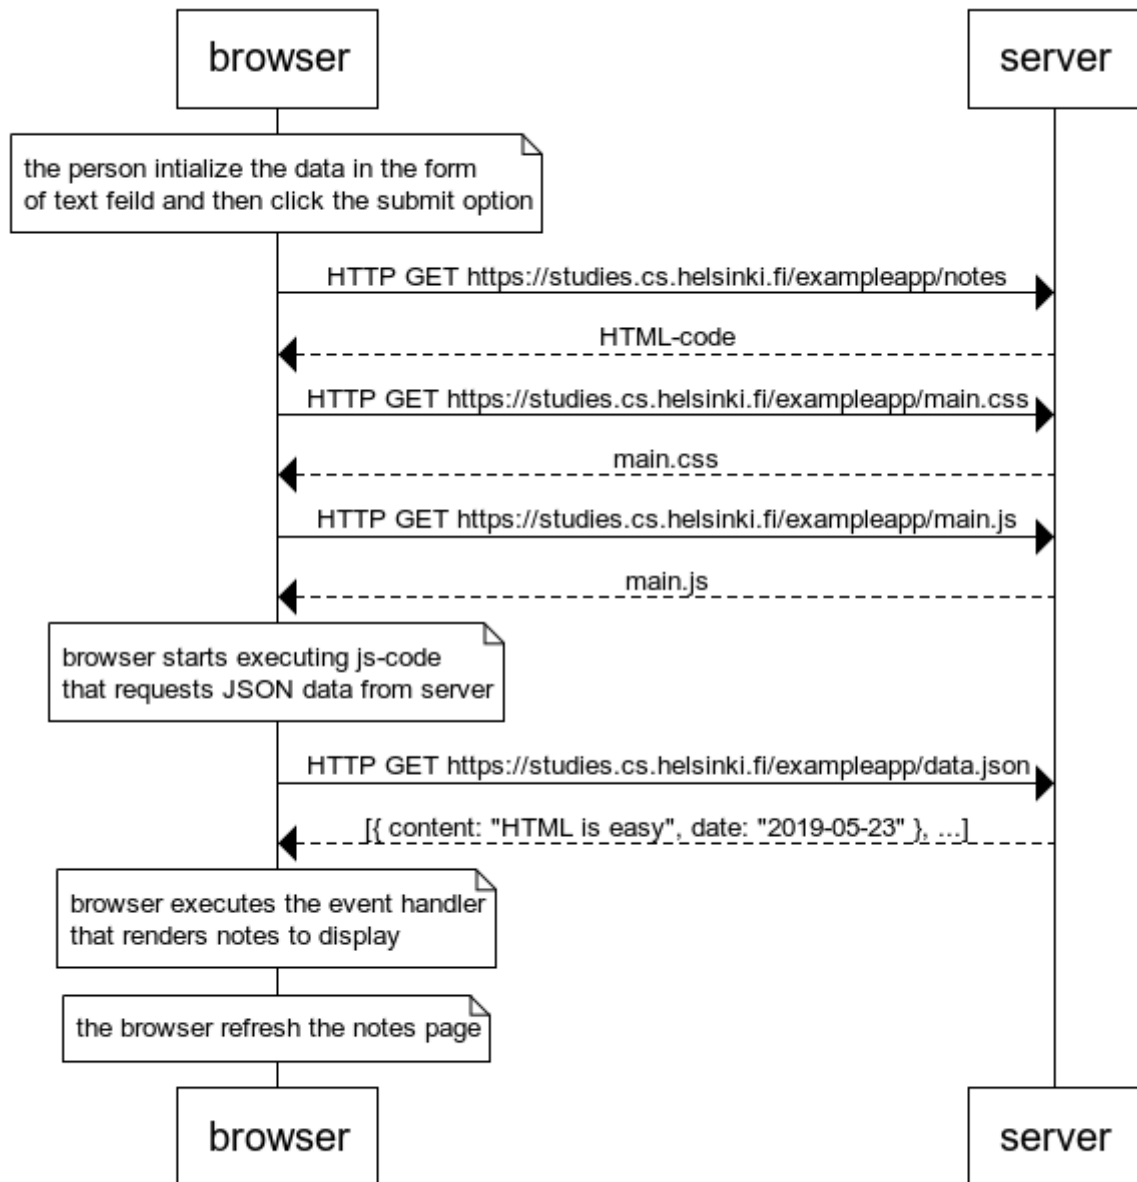 browser
server
the person intialize the data in the form
of text feild and then click the submit option
HTTP GET https://studies.cs.helsinki.fi/exampleapp/notes
HTML-code
HTTP GET https://studies.cs.helsinki.fi/exampleapp/main.css
main.css
HTTP GET https://studies.cs.helsinki.fi/exampleapp/main.js
main.js
browser starts executing js-code
that requests JSON data from server
HTTP GET https://studies.cs.helsinki.fi/exampleapp/data.json
[{ content: "HTML is easy", date: "2019-05-23" }, ...]
browser executes the event handler
that renders notes to display
the browser refresh the notes page
browser
server